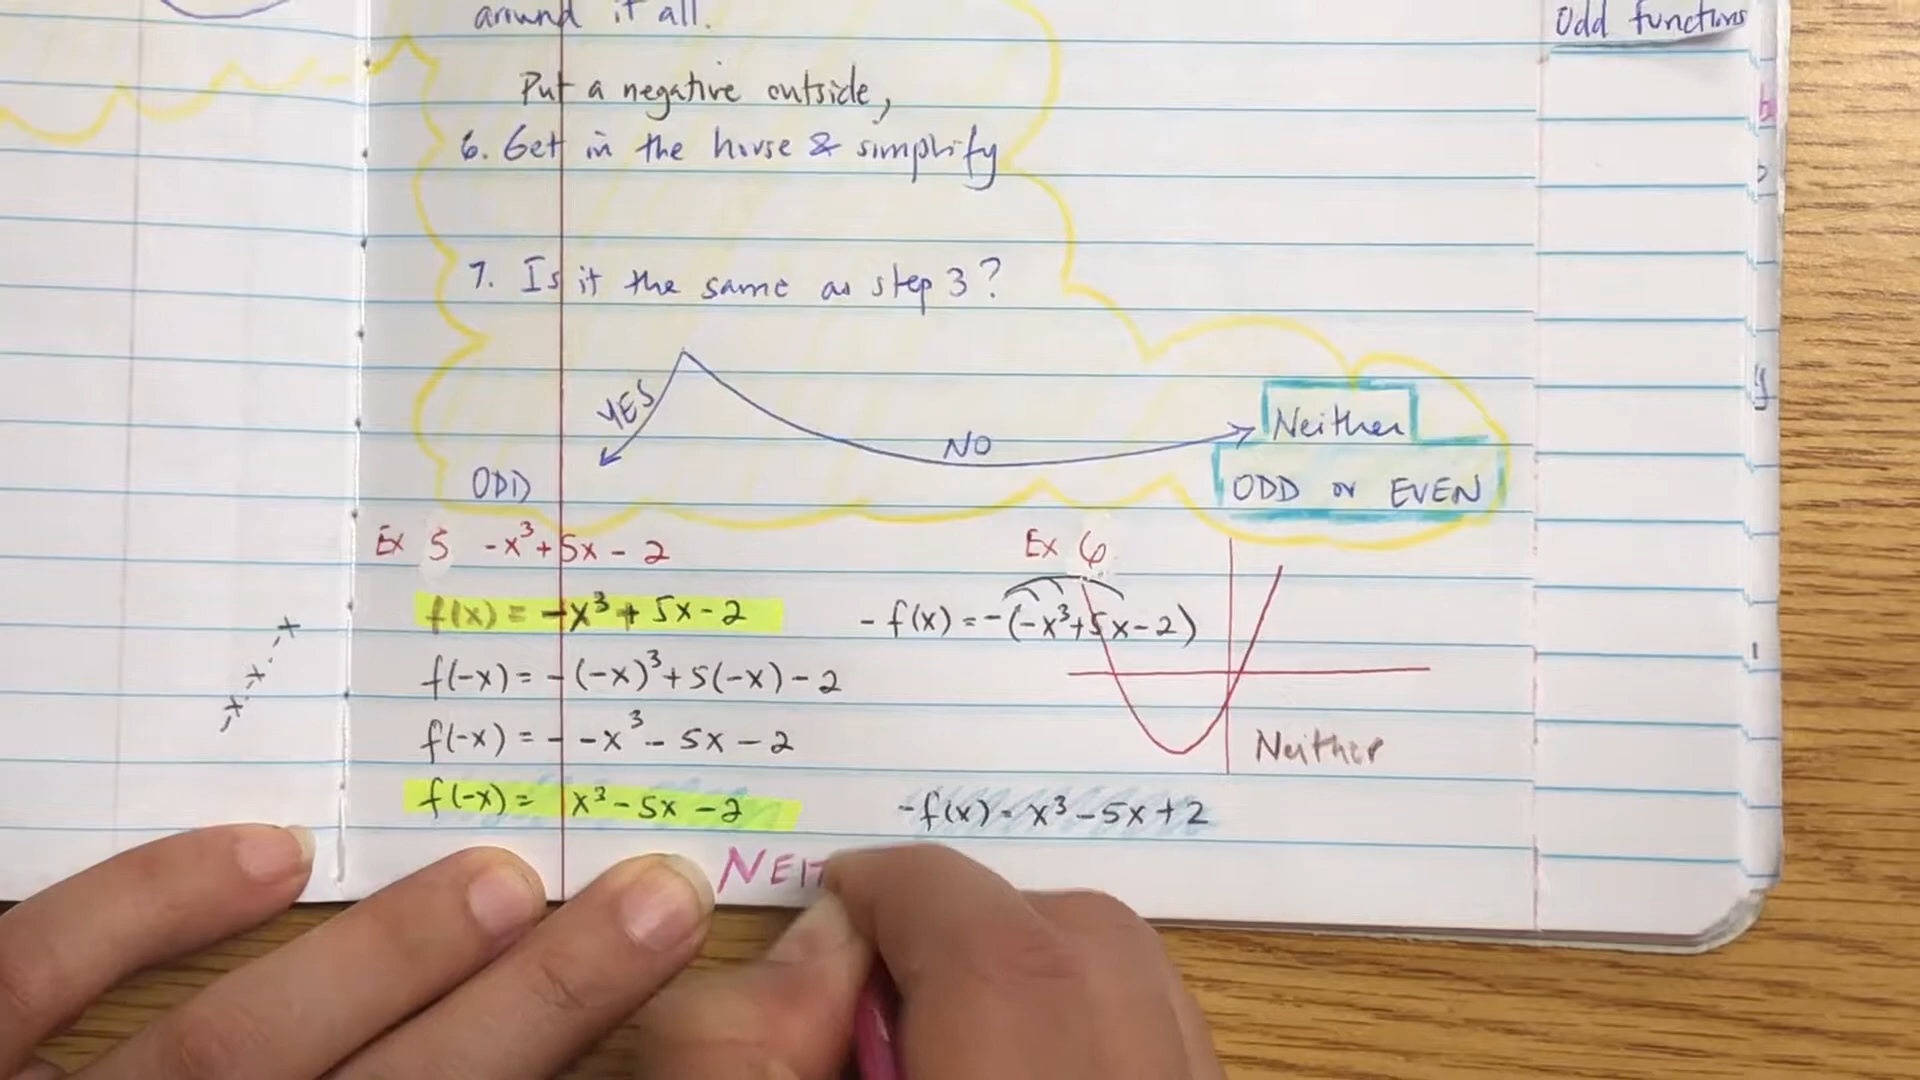 around it all.
Odd functions
Put a negative outside,
6. Get in the horse & simplify
7. Is it the same as step 3?
YES
NO
Neither
ODD
ODD or EVEN
Ex 5 -x³+5x-2
Ex 6
f(x) = -x³+5x-2
-f(x) = -(-x³+5x-2)
f(-x) = -(-x)³+5(-x)-2
f(-x) = - -x³-5x-2
Neither
f(-x) = x³-5x-2
-f(x) = x³-5x+2
NEIT